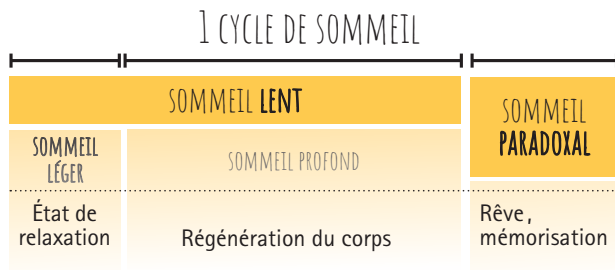 1 CYCLE DE SOMMEIL
SOMMEIL LENT
SOMMEIL
PARADOXAL
SOMMEIL
LÉGER
SOMMEIL PROFOND
État de
relaxation
Régénération du corps
Rêve,
mémorisation